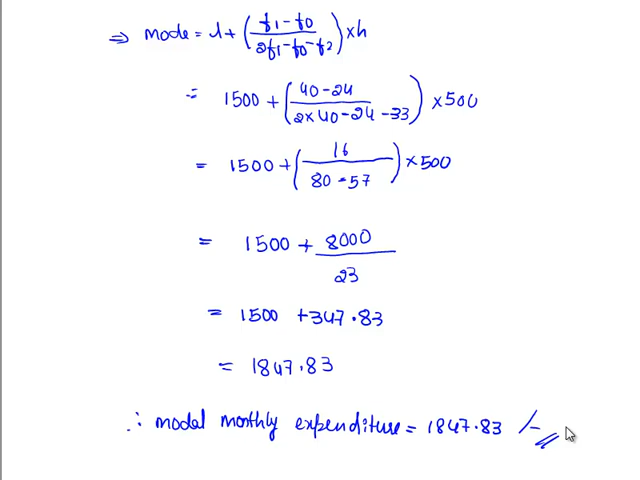 ⇒ mode = l + (f1 - f0 / 2f1 - f0 - f2) × h
= 1500 + (40 - 24 / 2 × 40 - 24 - 33) × 500
= 1500 + (16 / 80 - 57) × 500
= 1500 + 8000 / 23
= 1500 + 347.83
= 1847.83
∴ modal monthly expenditure = 1847.83 /-